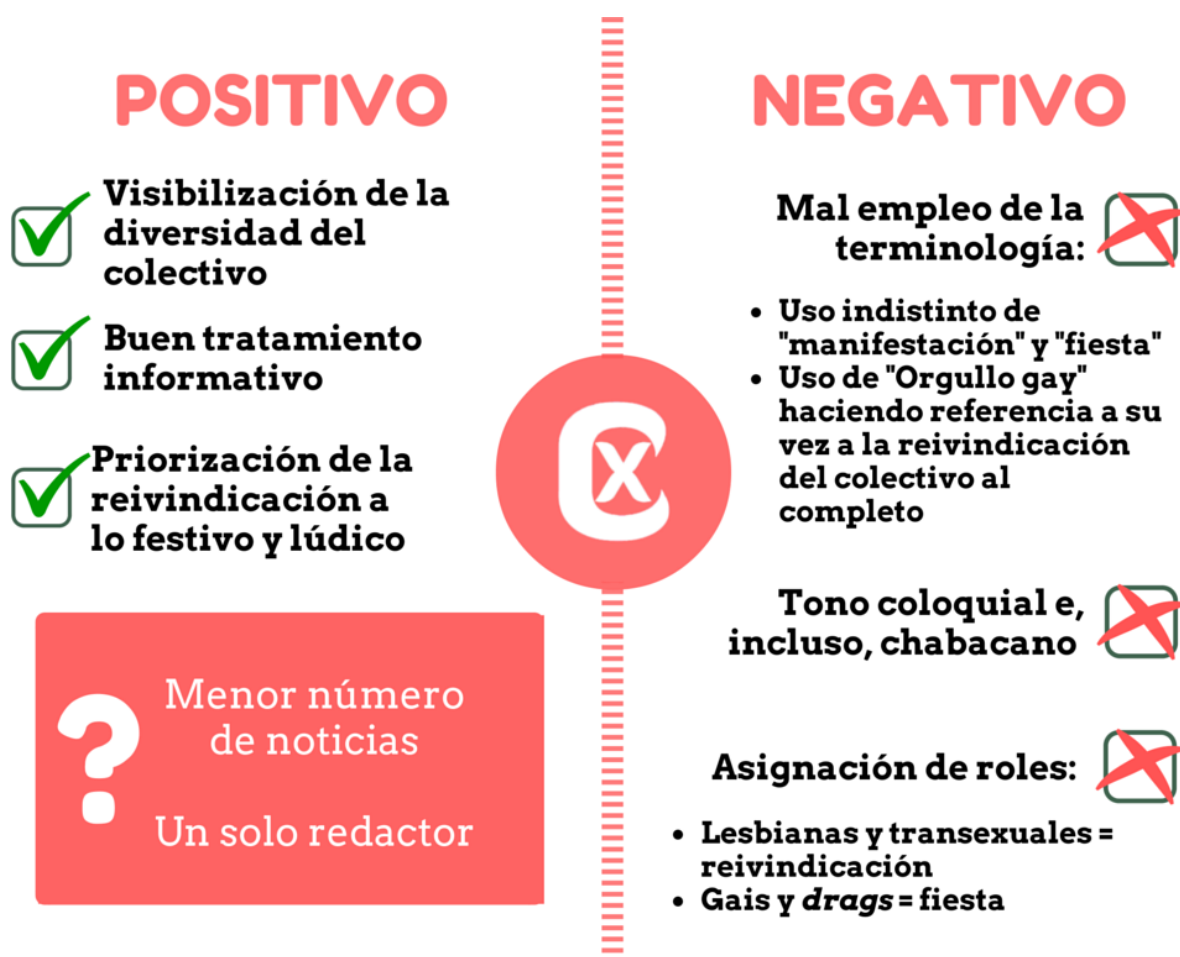 POSITIVO
Visibilización de la
diversidad del
colectivo
Buen tratamiento
informativo
Priorización de la
reivindicación a
lo festivo y lúdico
?
Menor número
de noticias
Un solo redactor
Cx
NEGATIVO
Mal empleo de la
terminología:
• Uso indistinto de
"manifestación" y "fiesta"
• Uso de "Orgullo gay"
haciendo referencia a su
vez a la reivindicación
del colectivo al
completo
Tono coloquial e,
incluso, chabacano
Asignación de roles:
• Lesbianas y transexuales =
reivindicación
• Gais y drags = fiesta